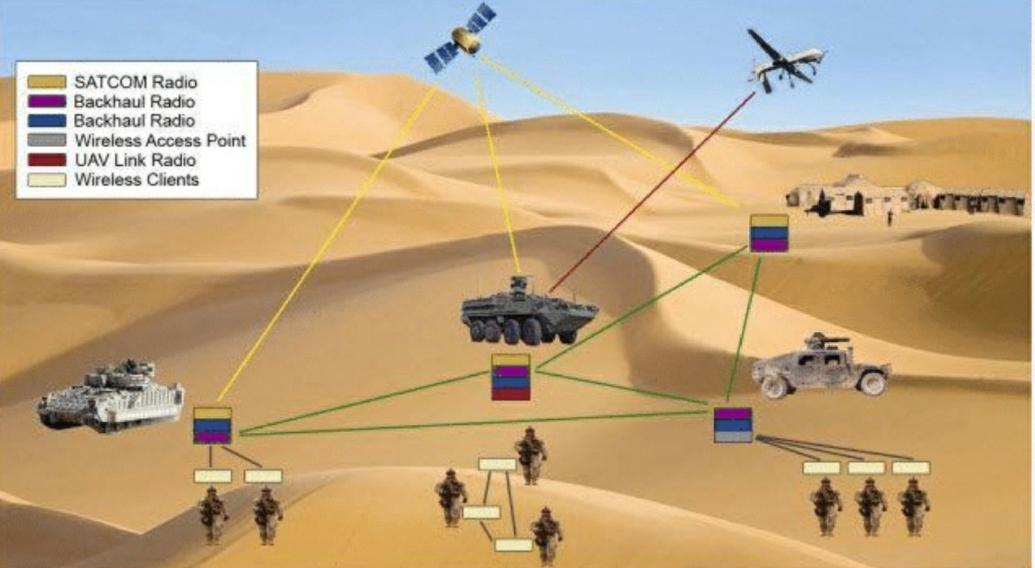 SATCOM Radio
Backhaul Radio
Backhaul Radio
Wireless Access Point
UAV Link Radio
Wireless Clients